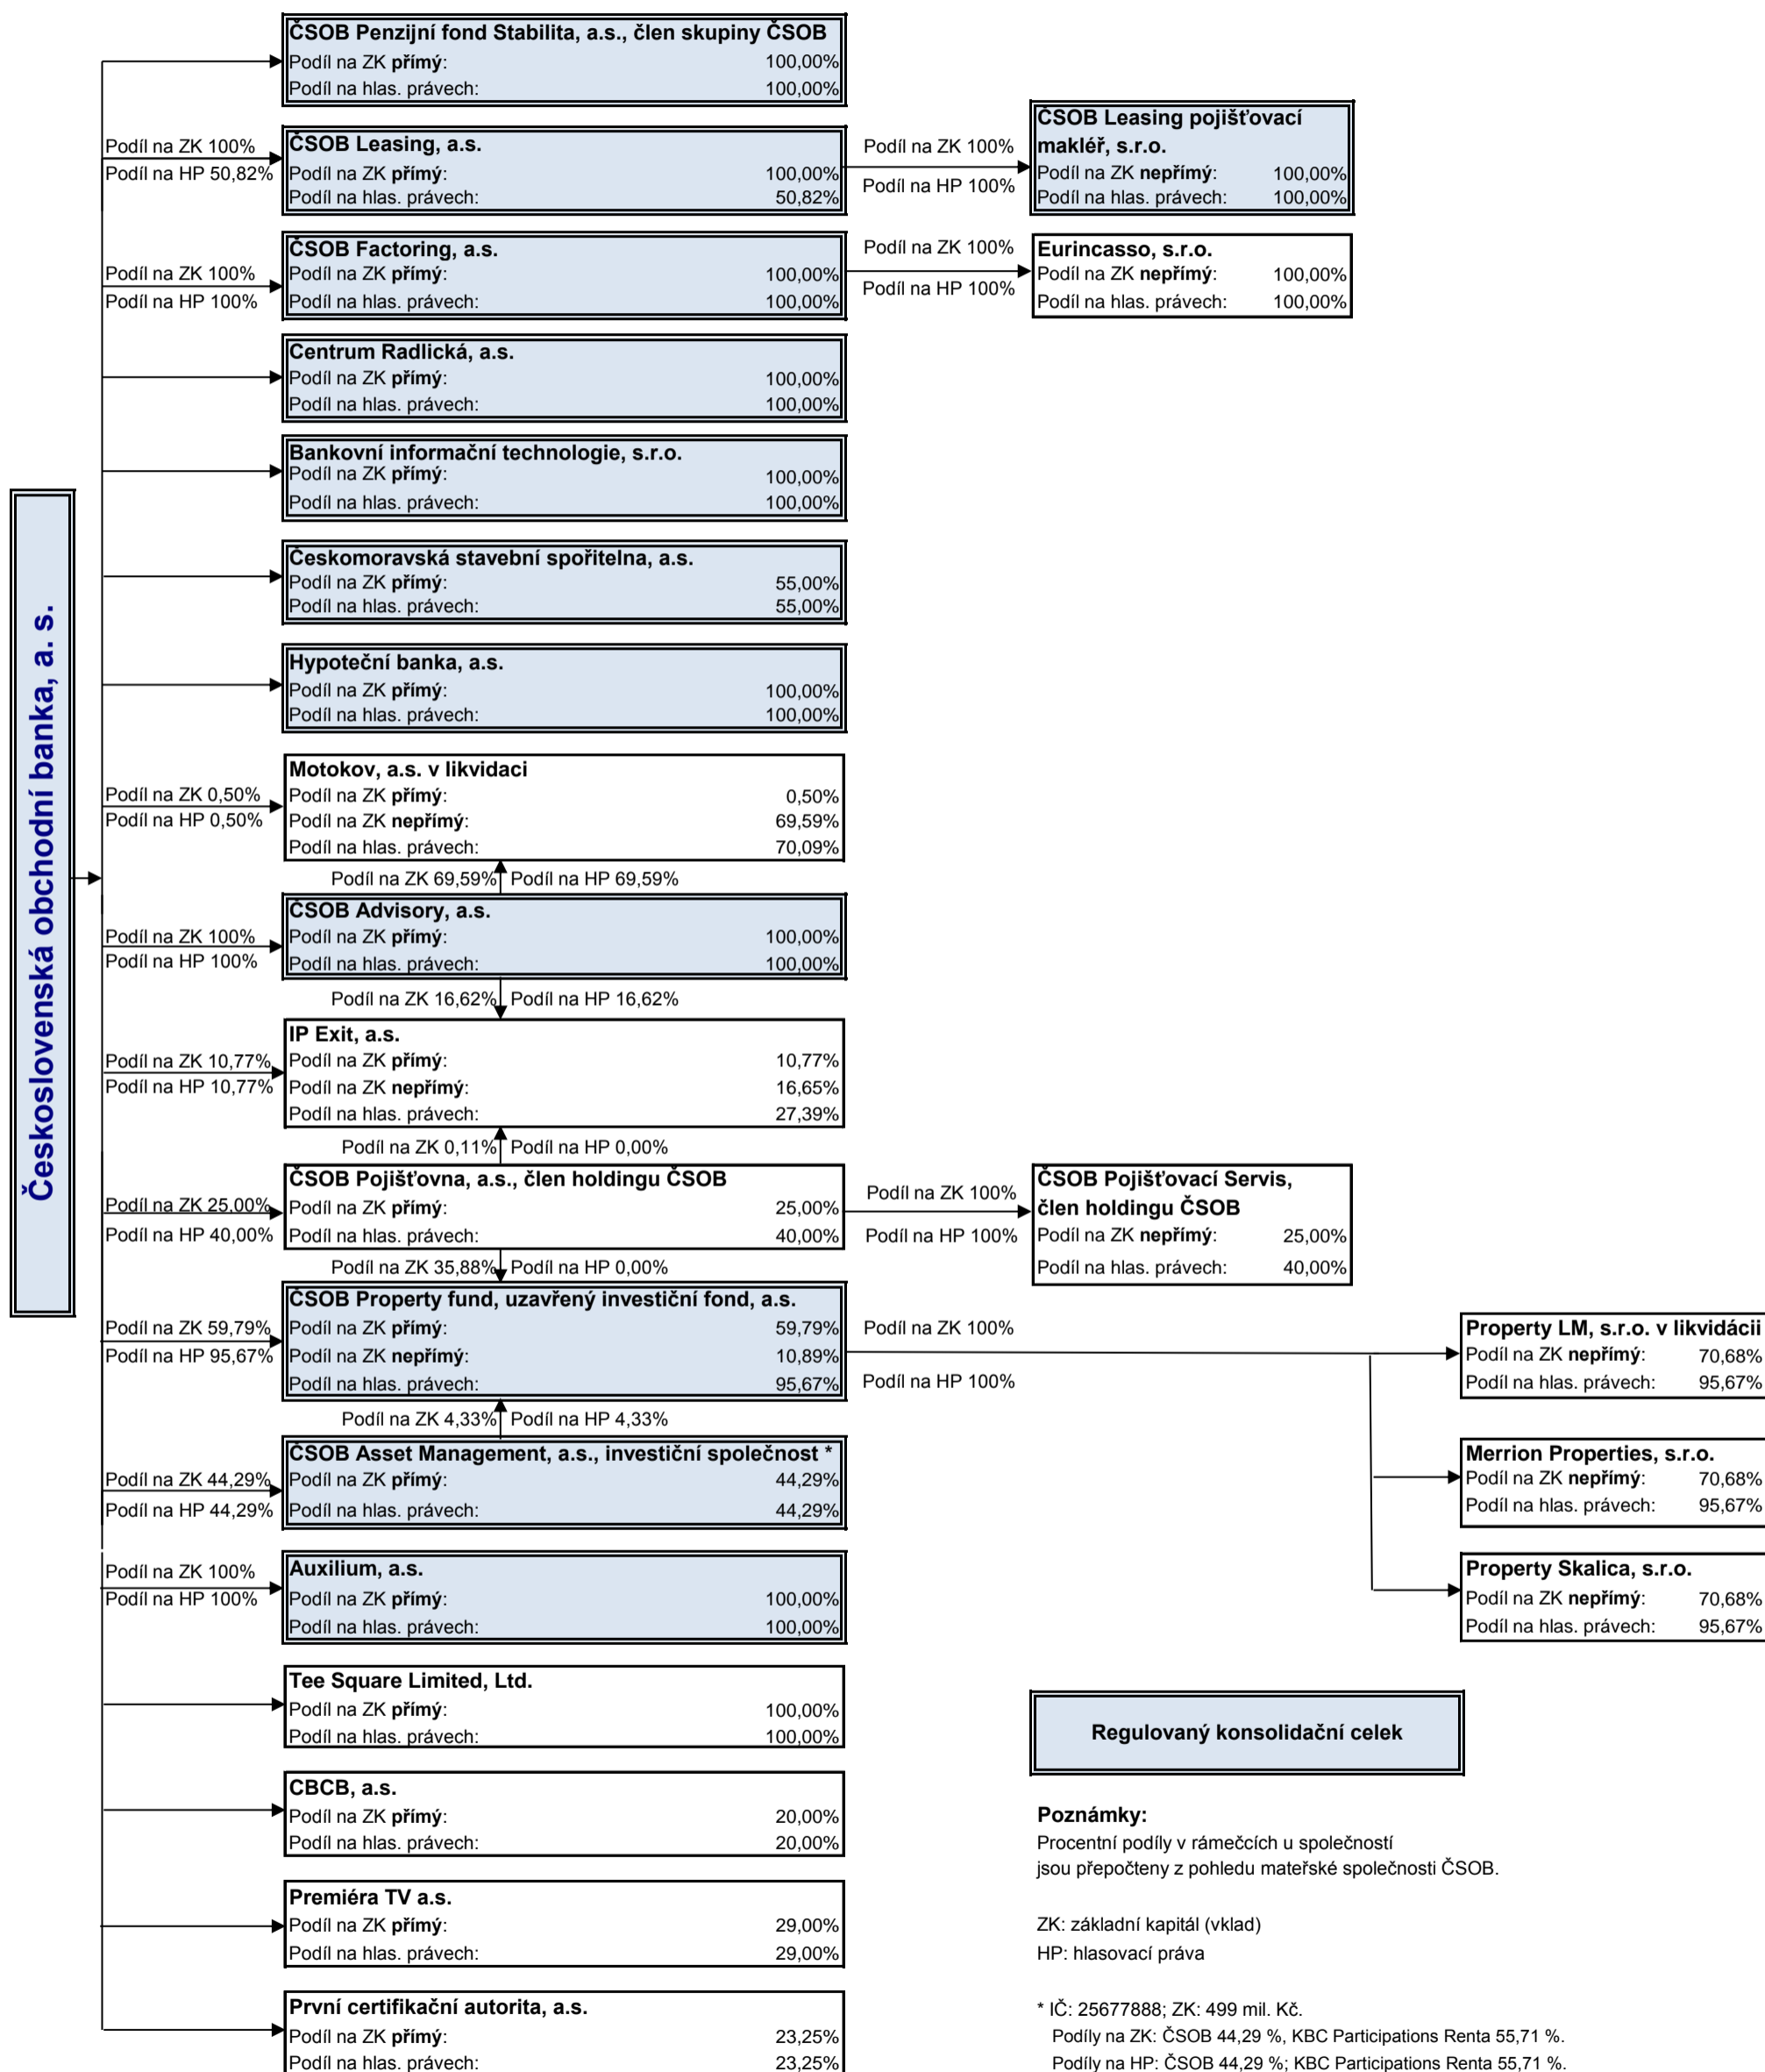 Československá obchodní banka, a. s.
ČSOB Penzijní fond Stabilita, a.s., člen skupiny ČSOB
Podíl na ZK přímý: 100,00%
Podíl na hlas. právech: 100,00%
Podíl na ZK 100%
Podíl na HP 50,82%
ČSOB Leasing, a.s.
Podíl na ZK přímý: 100,00%
Podíl na hlas. právech: 50,82%
Podíl na ZK 100%
Podíl na HP 100%
ČSOB Leasing pojišťovací
makléř, s.r.o.
Podíl na ZK nepřímý: 100,00%
Podíl na hlas. právech: 100,00%
Podíl na ZK 100%
Podíl na HP 100%
ČSOB Factoring, a.s.
Podíl na ZK přímý: 100,00%
Podíl na hlas. právech: 100,00%
Podíl na ZK 100%
Podíl na HP 100%
Eurincasso, s.r.o.
Podíl na ZK nepřímý: 100,00%
Podíl na hlas. právech: 100,00%
Centrum Radlická, a.s.
Podíl na ZK přímý: 100,00%
Podíl na hlas. právech: 100,00%
Bankovní informační technologie, s.r.o.
Podíl na ZK přímý: 100,00%
Podíl na hlas. právech: 100,00%
Českomoravská stavební spořitelna, a.s.
Podíl na ZK přímý: 55,00%
Podíl na hlas. právech: 55,00%
Hypoteční banka, a.s.
Podíl na ZK přímý: 100,00%
Podíl na hlas. právech: 100,00%
Podíl na ZK 0,50%
Podíl na HP 0,50%
Motokov, a.s. v likvidaci
Podíl na ZK přímý: 0,50%
Podíl na ZK nepřímý: 69,59%
Podíl na hlas. právech: 70,09%
Podíl na ZK 69,59% Podíl na HP 69,59%
Podíl na ZK 100%
Podíl na HP 100%
ČSOB Advisory, a.s.
Podíl na ZK přímý: 100,00%
Podíl na hlas. právech: 100,00%
Podíl na ZK 16,62% Podíl na HP 16,62%
Podíl na ZK 10,77%
Podíl na HP 10,77%
IP Exit, a.s.
Podíl na ZK přímý: 10,77%
Podíl na ZK nepřímý: 16,65%
Podíl na hlas. právech: 27,39%
Podíl na ZK 0,11% Podíl na HP 0,00%
Podíl na ZK 25,00%
Podíl na HP 40,00%
ČSOB Pojišťovna, a.s., člen holdingu ČSOB
Podíl na ZK přímý: 25,00%
Podíl na hlas. právech: 40,00%
Podíl na ZK 100%
Podíl na HP 100%
ČSOB Pojišťovací Servis,
člen holdingu ČSOB
Podíl na ZK nepřímý: 25,00%
Podíl na hlas. právech: 40,00%
Podíl na ZK 35,88% Podíl na HP 0,00%
Podíl na ZK 59,79%
Podíl na HP 95,67%
ČSOB Property fund, uzavřený investiční fond, a.s.
Podíl na ZK přímý: 59,79%
Podíl na ZK nepřímý: 10,89%
Podíl na hlas. právech: 95,67%
Podíl na ZK 100%
Podíl na HP 100%
Property LM, s.r.o. v likvidácii
Podíl na ZK nepřímý: 70,68%
Podíl na hlas. právech: 95,67%
Podíl na ZK 4,33% Podíl na HP 4,33%
Podíl na ZK 44,29%
Podíl na HP 44,29%
ČSOB Asset Management, a.s., investiční společnost *
Podíl na ZK přímý: 44,29%
Podíl na hlas. právech: 44,29%
Merrion Properties, s.r.o.
Podíl na ZK nepřímý: 70,68%
Podíl na hlas. právech: 95,67%
Podíl na ZK 100%
Podíl na HP 100%
Auxilium, a.s.
Podíl na ZK přímý: 100,00%
Podíl na hlas. právech: 100,00%
Property Skalica, s.r.o.
Podíl na ZK nepřímý: 70,68%
Podíl na hlas. právech: 95,67%
Tee Square Limited, Ltd.
Podíl na ZK přímý: 100,00%
Podíl na hlas. právech: 100,00%
CBCB, a.s.
Podíl na ZK přímý: 20,00%
Podíl na hlas. právech: 20,00%
Premiéra TV a.s.
Podíl na ZK přímý: 29,00%
Podíl na hlas. právech: 29,00%
První certifikační autorita, a.s.
Podíl na ZK přímý: 23,25%
Podíl na hlas. právech: 23,25%
Regulovaný konsolidační celek
Poznámky:
Procentní podíly v rámečcích u společností
jsou přepočteny z pohledu mateřské společnosti ČSOB.
ZK: základní kapitál (vklad)
HP: hlasovací práva
* IČ: 25677888; ZK: 499 mil. Kč.
Podíly na ZK: ČSOB 44,29 %, KBC Participations Renta 55,71 %.
Podíly na HP: ČSOB 44,29 %; KBC Participations Renta 55,71 %.